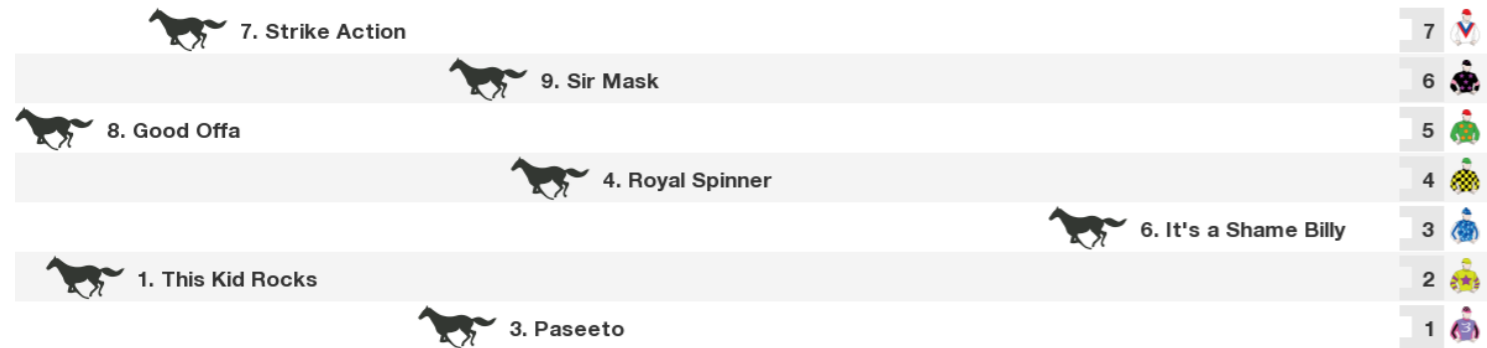 7. Strike Action 7
9. Sir Mask 6
8. Good Offa 5
4. Royal Spinner 4
6. It's a Shame Billy 3
1. This Kid Rocks 2
3. Paseeto 1